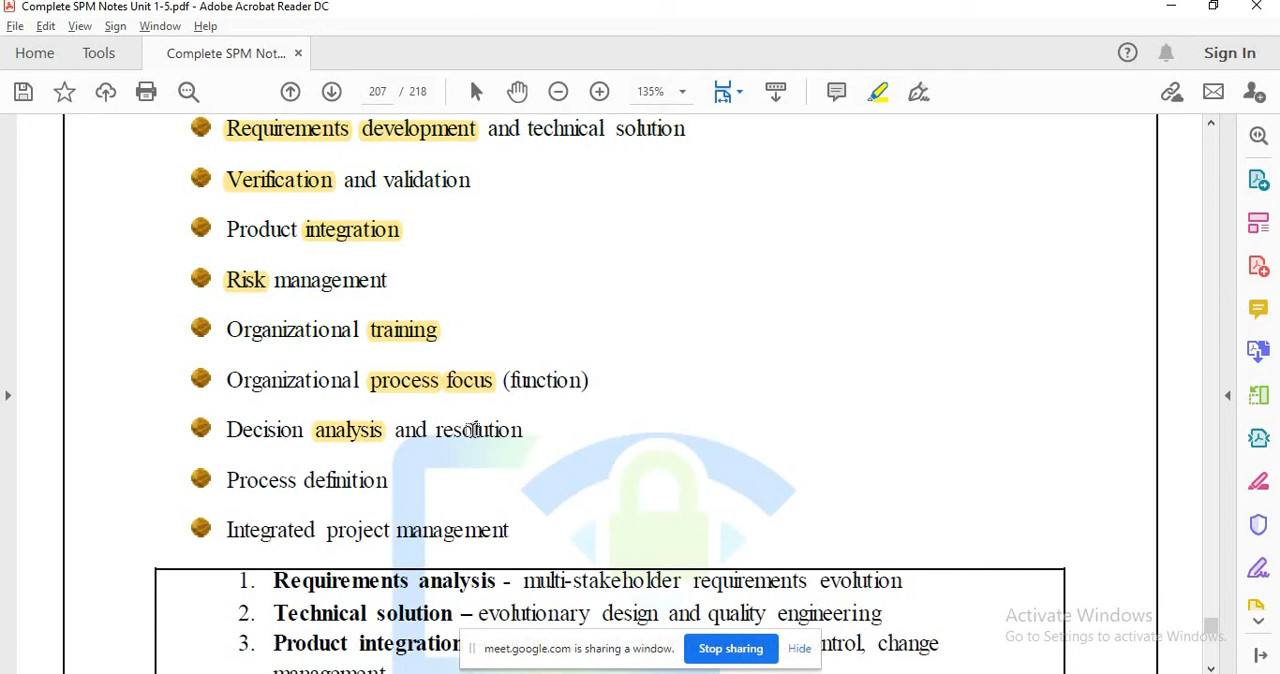 Complete SPM Notes Unit 1-5.pdf - Adobe Acrobat Reader DC
File Edit View Sign Window Help
Home Tools Complete SPM Not... × Sign In
207 / 218 135%
Requirements development and technical solution
Verification and validation
Product integration
Risk management
Organizational training
Organizational process focus (function)
Decision analysis and resolution
Process definition
Integrated project management
1. Requirements analysis - multi-stakeholder requirements evolution
2. Technical solution – evolutionary design and quality engineering
3. Product integration ntrol, change
management
meet.google.com is sharing a window. Stop sharing Hide
Activate Windows
Go to Settings to activate Windows.